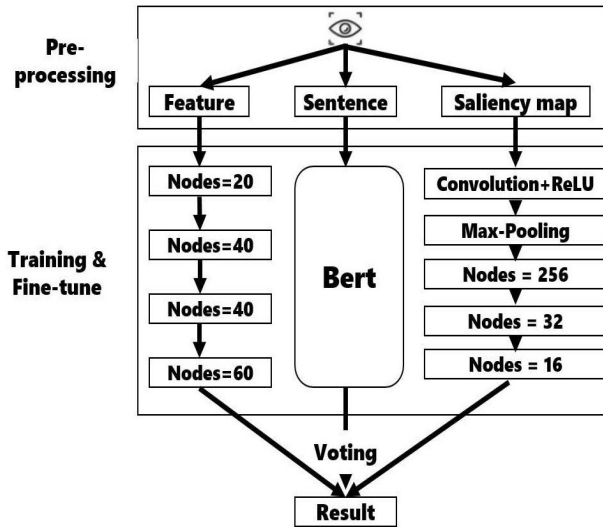 Pre-
processing
Feature
Sentence
Saliency map
Training &
Fine-tune
Nodes=20
Nodes=40
Nodes=40
Nodes=60
Bert
Convolution+ReLU
Max-Pooling
Nodes = 256
Nodes = 32
Nodes = 16
Voting
Result